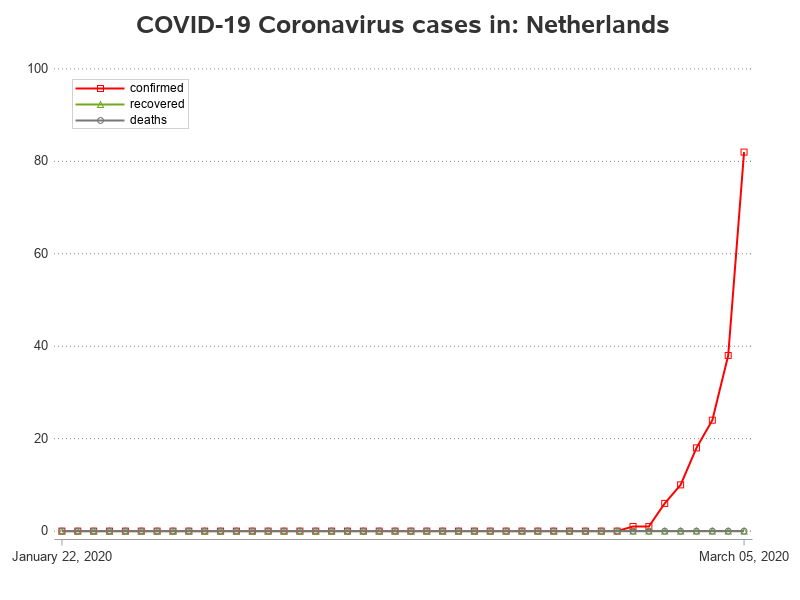 COVID-19 Coronavirus cases in: Netherlands
100
confirmed
recovered
deaths
80
60
40
20
0
January 22, 2020
March 05, 2020